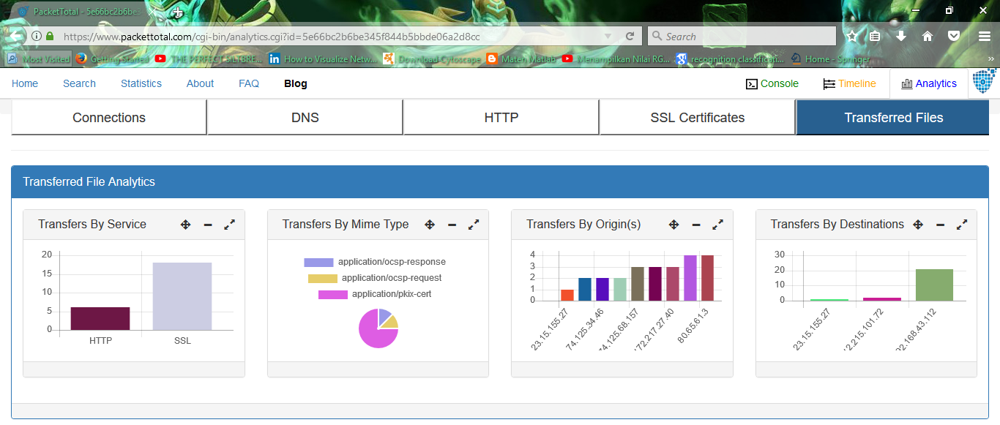 PacketTotal - 5e66bc2b6be3
https://www.packettotal.com/cgi-bin/analytics.cgi?id=5e66bc2b6be345f844b5bbde06a2d8cc
Search
Most Visited Getting Started THE PERFECT SILTBRE... How to Visualize Netw... Download Cytoscape Materi Matlab Menampilkan Nilai RG... recognition classificati... Home - Springer »
Home Search Statistics About FAQ Blog Console Timeline Analytics
Connections DNS HTTP SSL Certificates Transferred Files
Transferred File Analytics
Transfers By Service
20
15
10
5
0
HTTP SSL
Transfers By Mime Type
application/ocsp-response
application/ocsp-request
application/pkix-cert
Transfers By Origin(s)
4
3
2
1
0
23.15.155.27 74.125.34.46 74.125.68.157 172.217.27.40 80.65.61.3
Transfers By Destinations
30
20
10
0
23.15.155.27 2.215.101.72 92.168.43.112